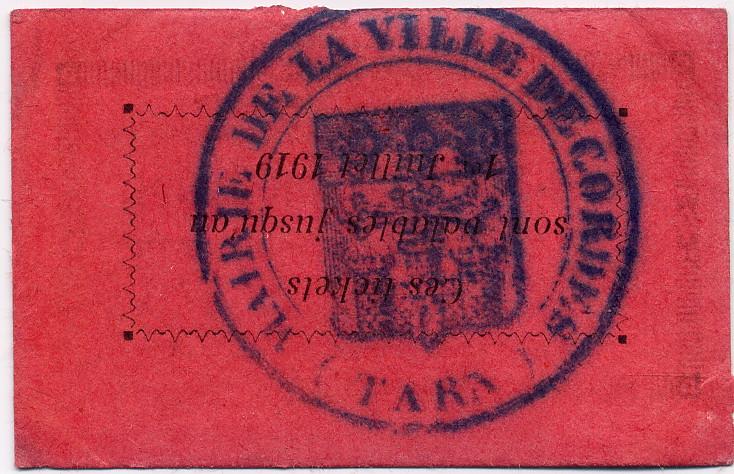 MAIRIE DE LA VILLE DE CORDES
( TARN )
Ces tickets
sont valables jusqu'au
1er Juillet 1919